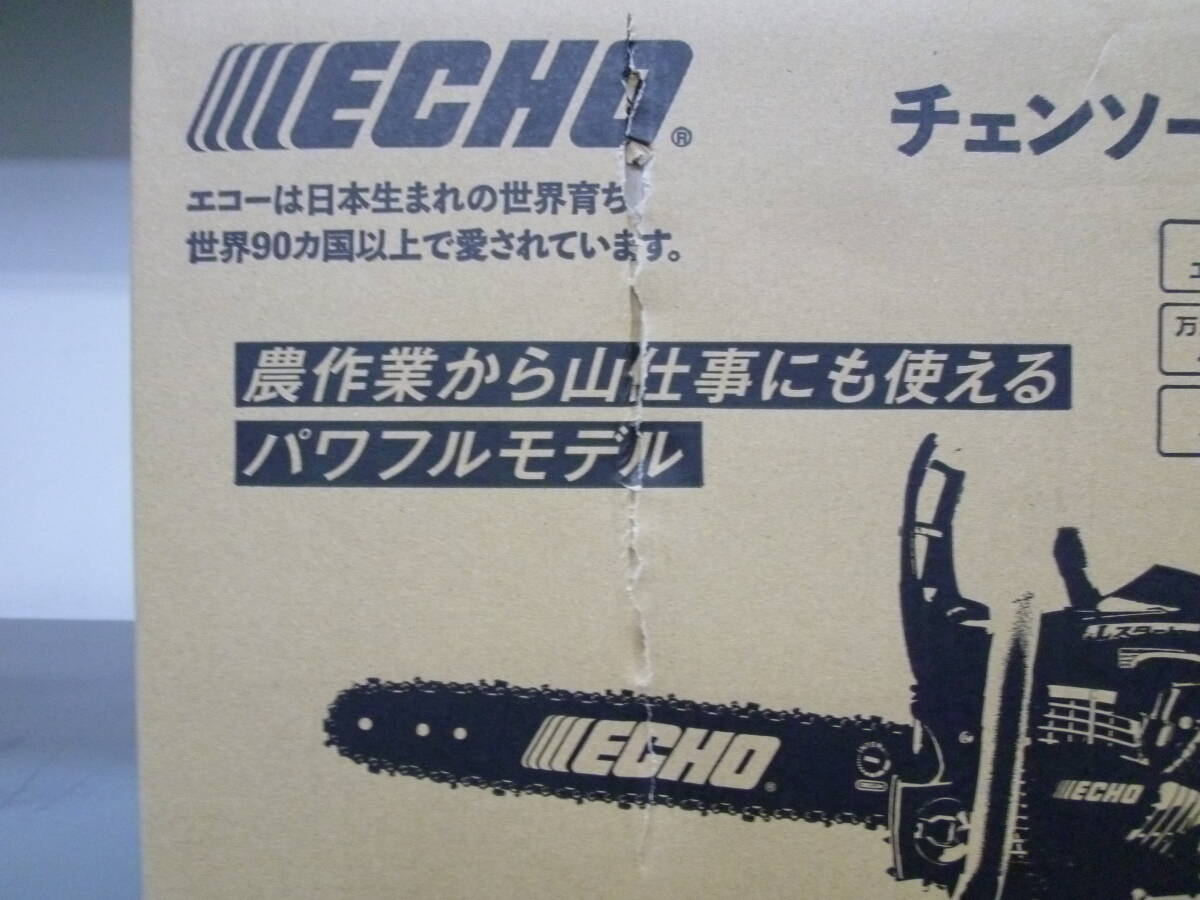 ECHO®
チェンソー
エコーは日本生まれの世界育ち
世界90カ国以上で愛されています。
農作業から山仕事にも使える
パワフルモデル
万
ECHO
ECHO